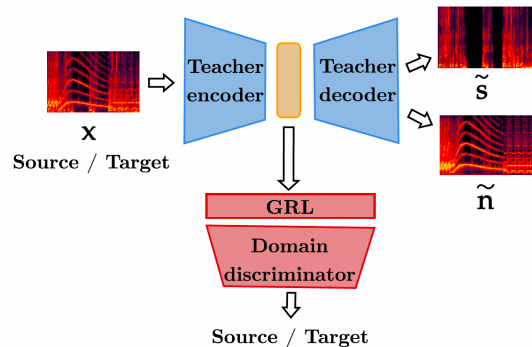 Teacher
encoder
Teacher
decoder
x
Source / Target
s̃
ñ
GRL
Domain
discriminator
Source / Target